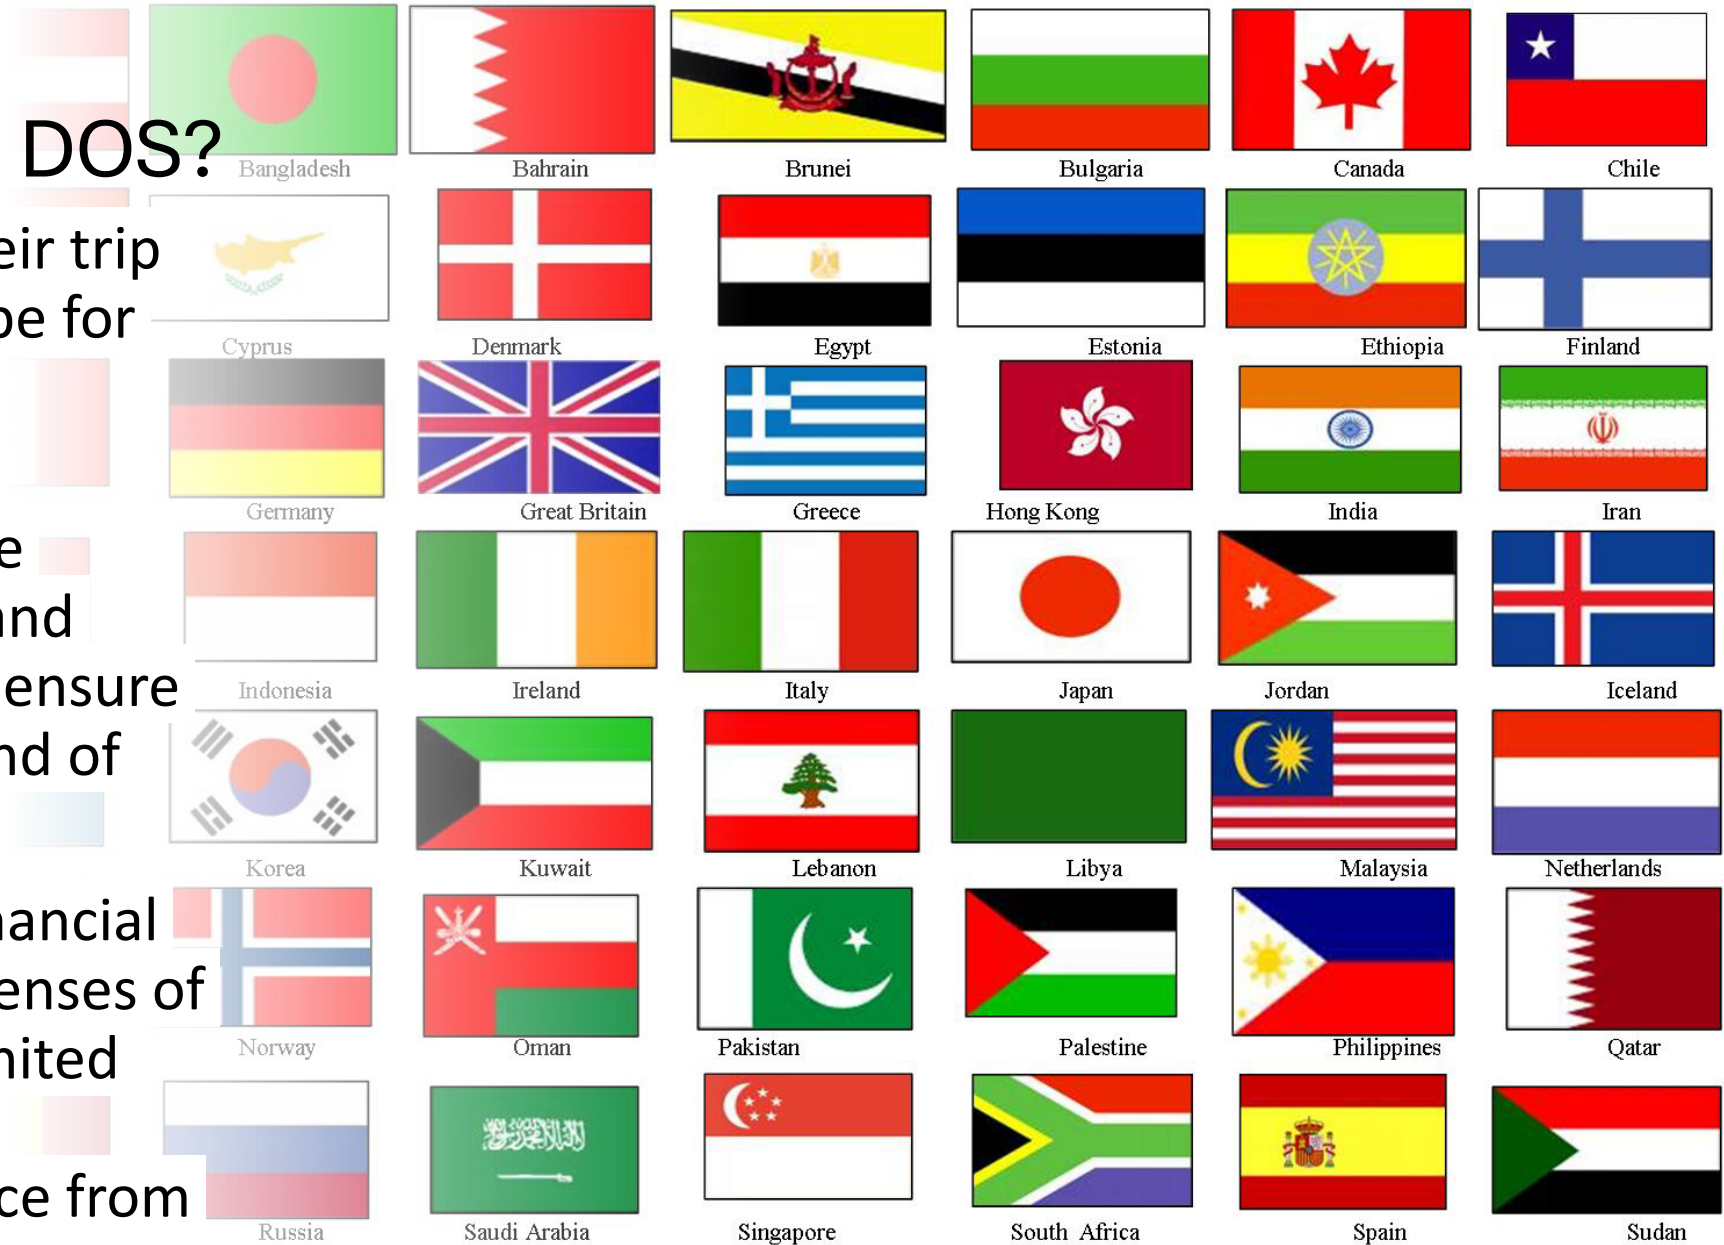 DOS?
Bangladesh Bahrain Brunei Bulgaria Canada Chile
eir trip
be for
Cyprus Denmark Egypt Estonia Ethiopia Finland
Germany Great Britain Greece Hong Kong India Iran
e
and
ensure
Indonesia Ireland Italy Japan Jordan Iceland
nd of
Korea Kuwait Lebanon Libya Malaysia Netherlands
nancial
enses of
Norway Oman Pakistan Palestine Philippines Qatar
nited
ce from
Russia Saudi Arabia Singapore South Africa Spain Sudan